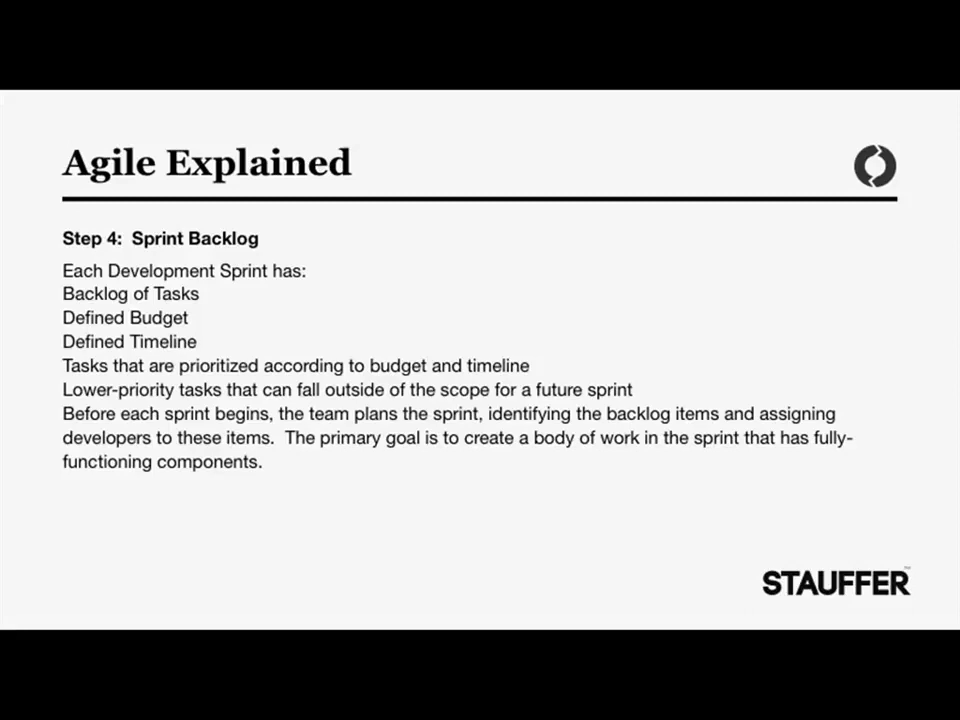 Agile Explained
Step 4:  Sprint Backlog
Each Development Sprint has:
Backlog of Tasks
Defined Budget
Defined Timeline
Tasks that are prioritized according to budget and timeline
Lower-priority tasks that can fall outside of the scope for a future sprint
Before each sprint begins, the team plans the sprint, identifying the backlog items and assigning
developers to these items.  The primary goal is to create a body of work in the sprint that has fully-
functioning components.
STAUFFER™